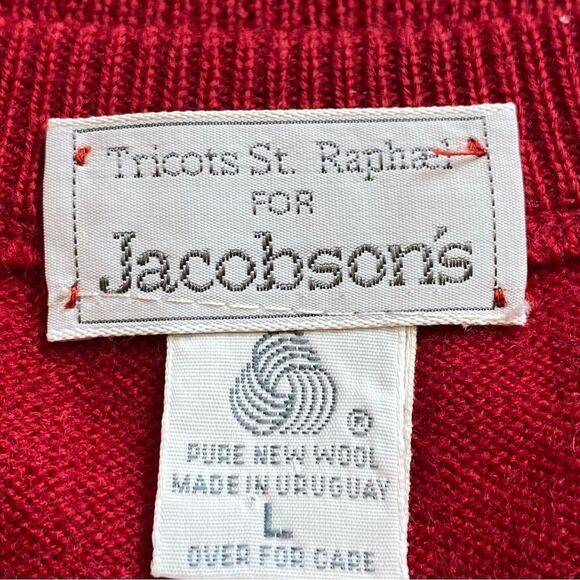 Tricots St. Raphael
FOR
Jacobson's
®
PURE NEW WOOL
MADE IN URUGUAY
L
OVER FOR CARE